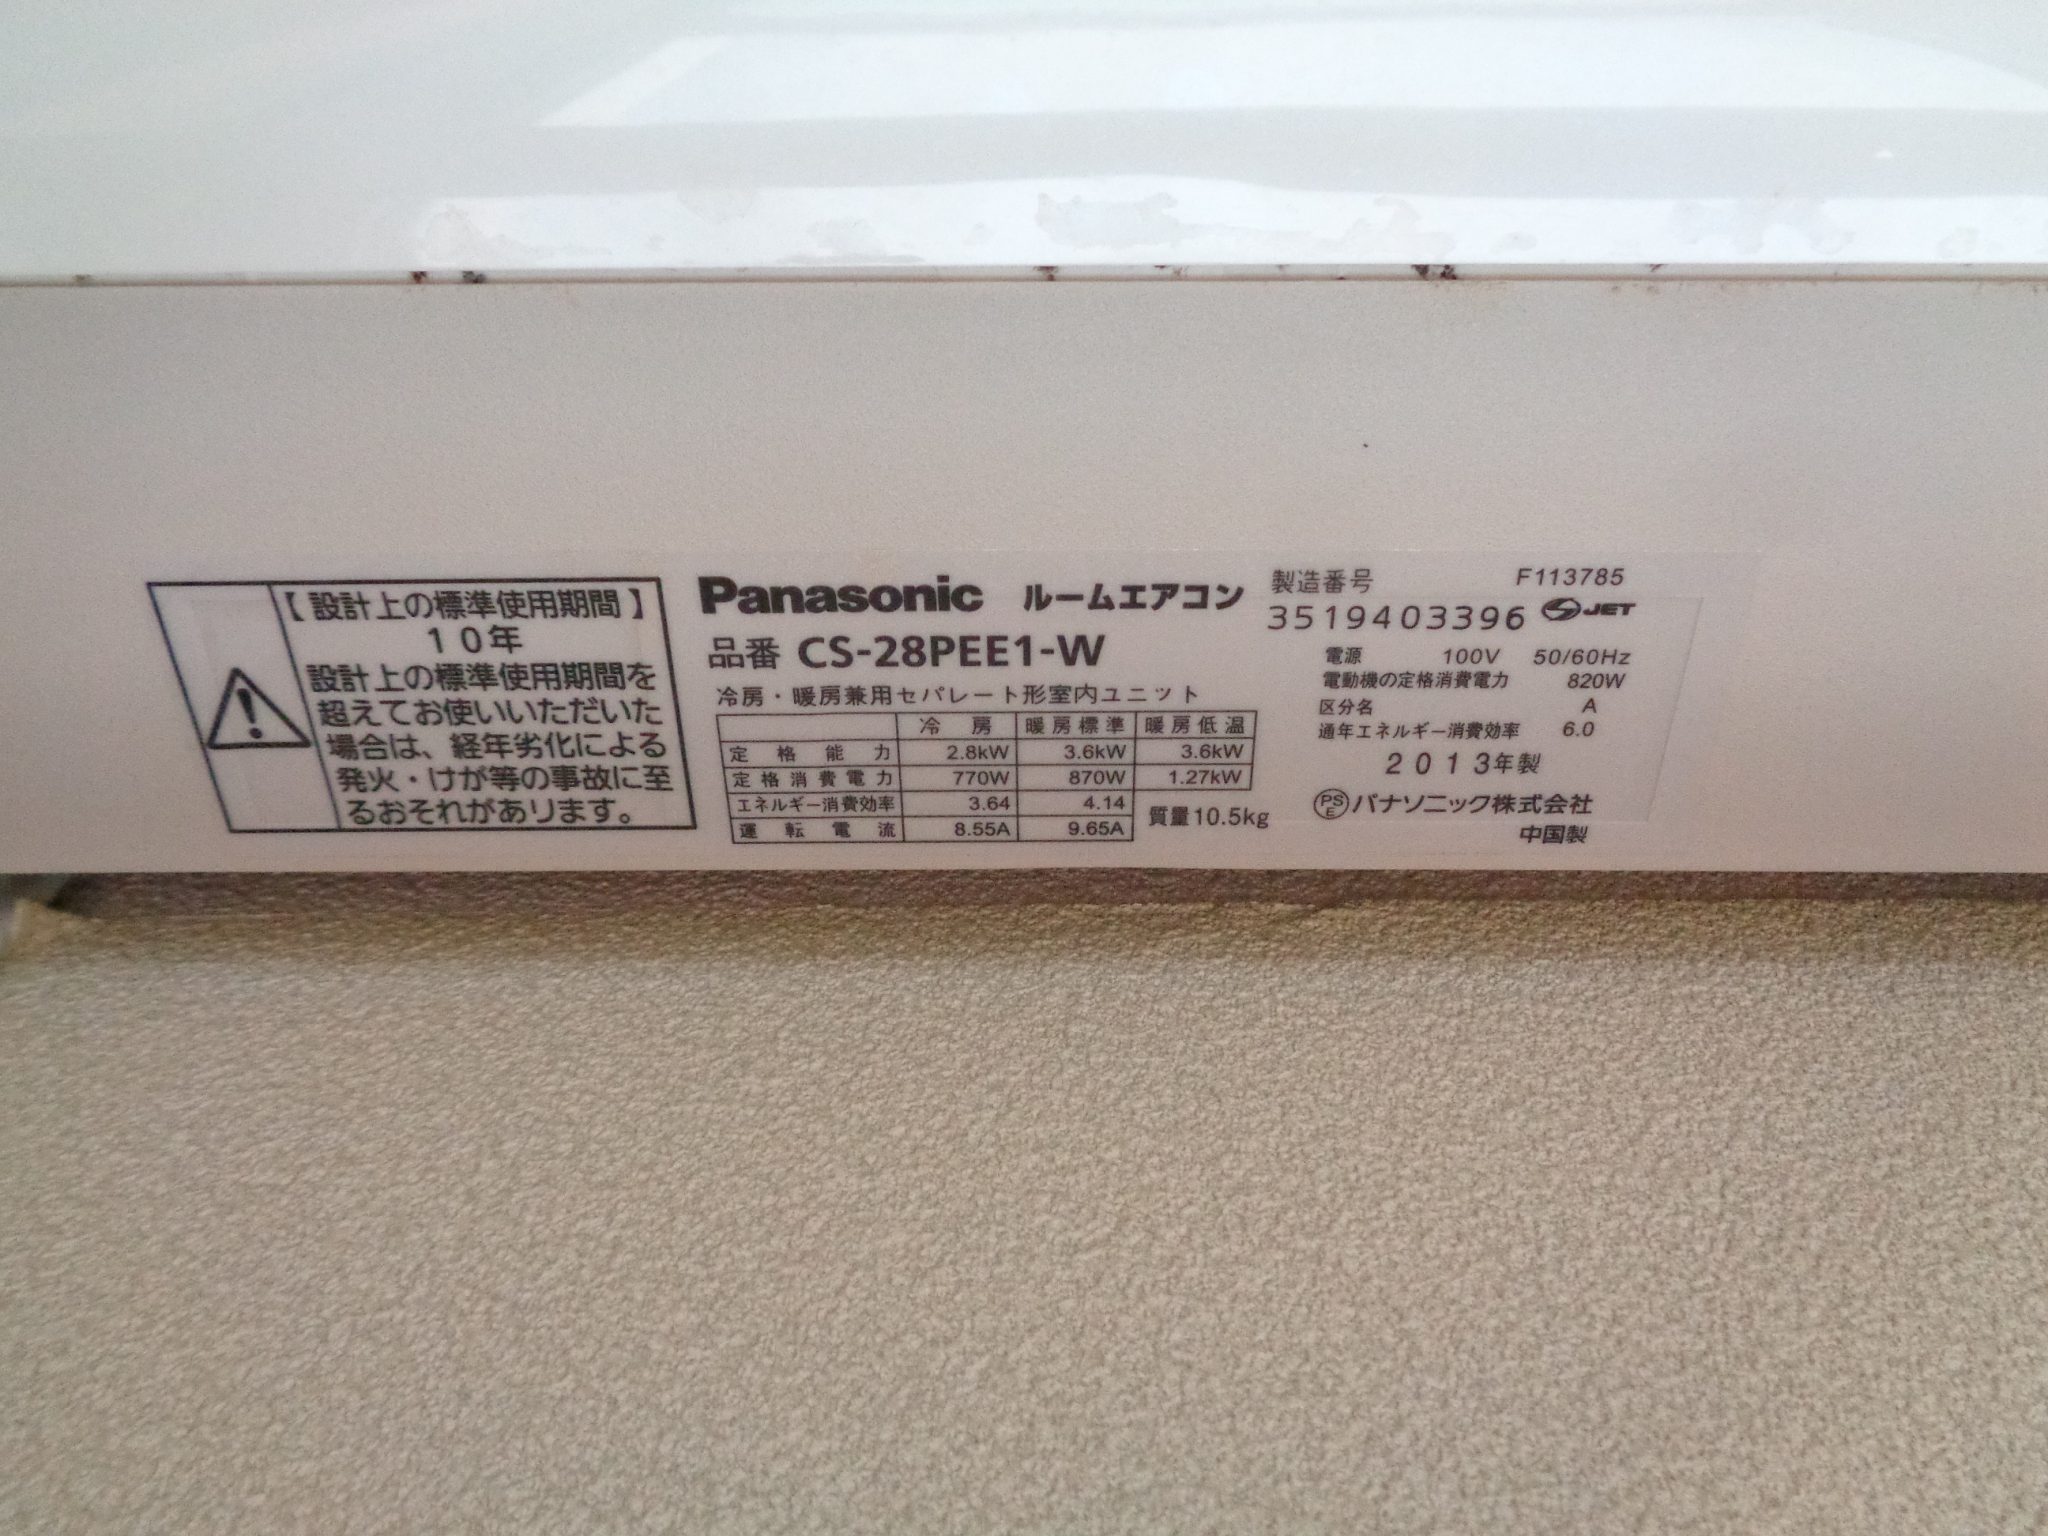 【設計上の標準使用期間】
10年
設計上の標準使用期間を
超えてお使いいただいた
場合は、経年劣化による
発火・けが等の事故に至
るおそれがあります。
Panasonic ルームエアコン
品番 CS-28PEE1-W
冷房・暖房兼用セパレート形室内ユニット
冷房 暖房標準 暖房低温
定格能力 2.8kW 3.6kW 3.6kW
定格消費電力 770W 870W 1.27kW
エネルギー消費効率 3.64 4.14
運転電流 8.55A 9.65A
質量10.5kg
製造番号 F113785
3519403396 JET
電源 100V 50/60Hz
電動機の定格消費電力 820W
区分名 A
通年エネルギー消費効率 6.0
2013年製
PSE パナソニック株式会社
中国製